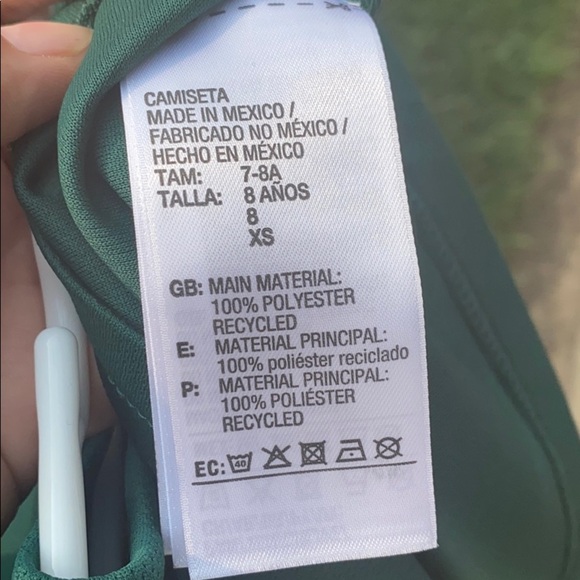 CAMISETA
MADE IN MEXICO /
FABRICADO NO MÉXICO /
HECHO EN MÉXICO
TAM: 7-8A
TALLA: 8 AÑOS
8
XS
GB: MAIN MATERIAL:
100% POLYESTER
RECYCLED
E: MATERIAL PRINCIPAL:
100% poliéster reciclado
P: MATERIAL PRINCIPAL:
100% POLIÉSTER
RECYCLED
EC: 40